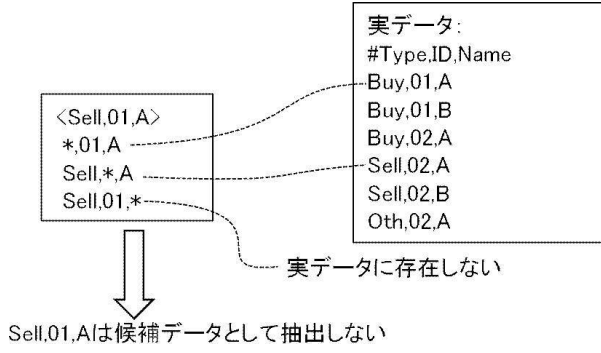 <Sell,01,A>
*,01,A
Sell,*,A
Sell,01,*
実データ:
#Type,ID,Name
Buy,01,A
Buy,01,B
Buy,02,A
Sell,02,A
Sell,02,B
Oth,02,A
実データに存在しない
Sell,01,Aは候補データとして抽出しない